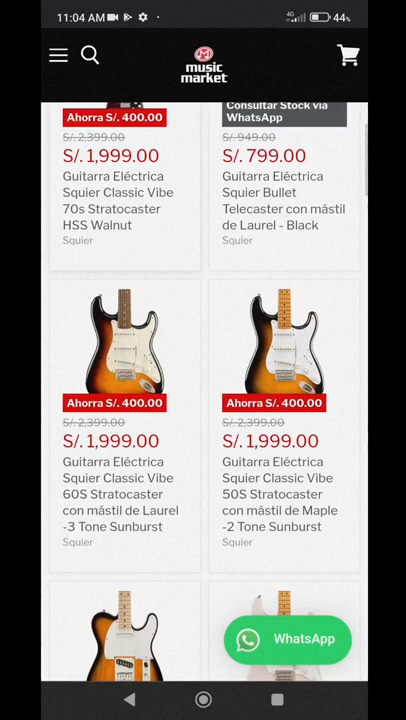 11:04 AM
4G
44%
music
market
Ahorra S/. 400.00
S/. 2,399.00
S/. 1,999.00
Guitarra Eléctrica
Squier Classic Vibe
70s Stratocaster
HSS Walnut
Squier
Consultar Stock vía
WhatsApp
S/. 949.00
S/. 799.00
Guitarra Eléctrica
Squier Bullet
Telecaster con mástil
de Laurel - Black
Squier
Ahorra S/. 400.00
S/. 2,399.00
S/. 1,999.00
Guitarra Eléctrica
Squier Classic Vibe
60S Stratocaster
con mástil de Laurel
-3 Tone Sunburst
Squier
Ahorra S/. 400.00
S/. 2,399.00
S/. 1,999.00
Guitarra Eléctrica
Squier Classic Vibe
50S Stratocaster
con mástil de Maple
-2 Tone Sunburst
Squier
WhatsApp